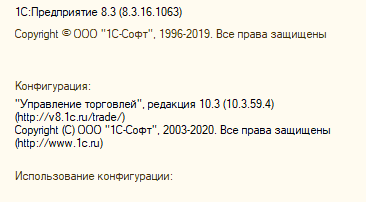 1С:Предприятие 8.3 (8.3.16.1063)
Copyright © ООО "1С-Софт", 1996-2019. Все права защищены
Конфигурация:
"Управление торговлей", редакция 10.3 (10.3.59.4)
(http://v8.1c.ru/trade/)
Copyright (С) ООО "1С-Софт", 2003-2020. Все права защищены
(http://www.1c.ru)
Использование конфигурации: